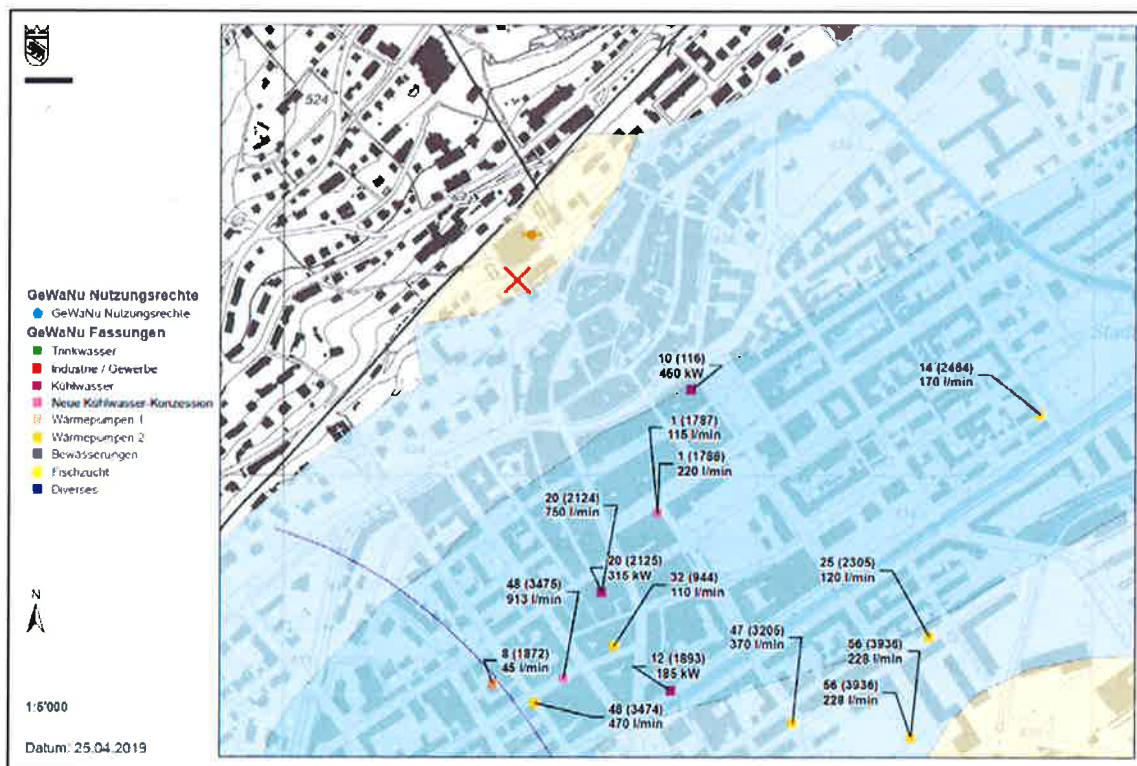 524
GeWaNu Nutzungsrechte
GeWaNu Nutzungsrechte
GeWaNu Fassungen
Trinkwasser
Industrie / Gewerbe
Kühlwasser
Neue Kühlwasser-Konzession
Wärmepumpen 1
Wärmepumpen 2
Bewässerungen
Fischzucht
Diverses
N
1:5'000
Datum: 25.04.2019
10 (116)
460 kW
14 (2464)
170 l/min
1 (1787)
115 l/min
1 (1788)
220 l/min
20 (2124)
750 l/min
20 (2125)
315 kW
48 (3475)
913 l/min
32 (944)
110 l/min
25 (2305)
120 l/min
8 (1872)
45 l/min
12 (1893)
185 kW
47 (3205)
370 l/min
56 (3936)
228 l/min
56 (3936)
228 l/min
48 (3474)
470 l/min